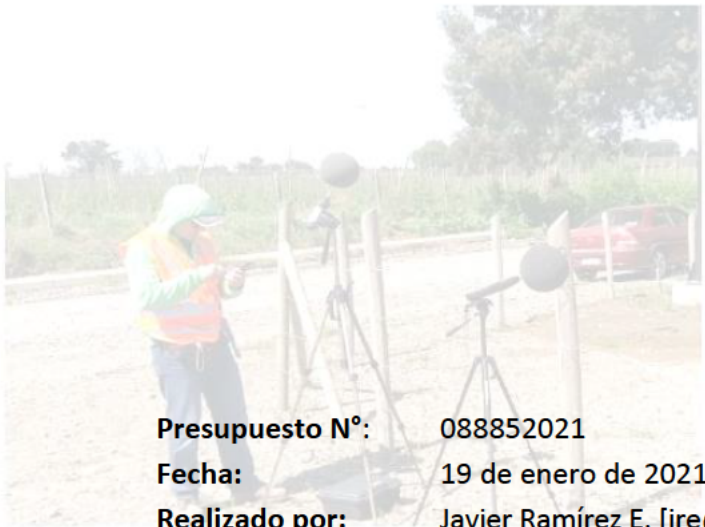 Presupuesto N°: 088852021
Fecha: 19 de enero de 2021
Realizado por: Javier Ramírez E.